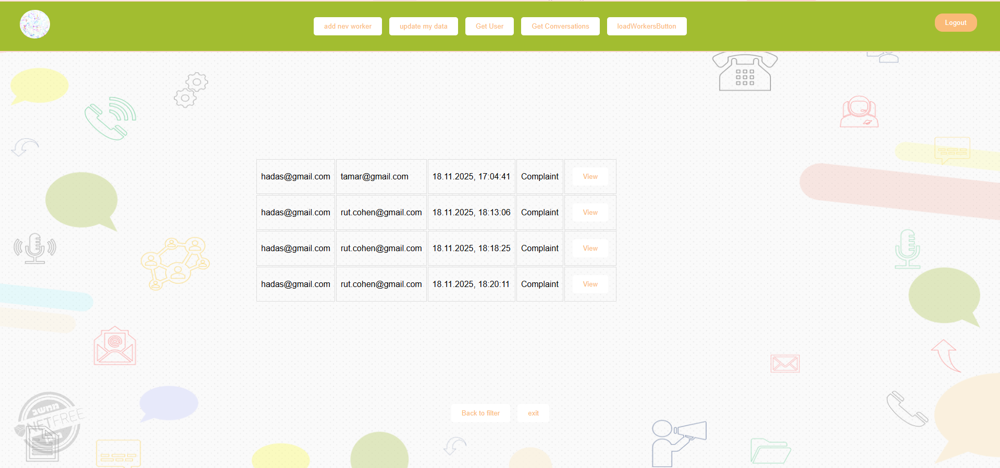 add nev worker
update my data
Get User
Get Conversations
loadWorkersButton
Logout
hadas@gmail.com tamar@gmail.com 18.11.2025, 17:04:41 Complaint View
hadas@gmail.com rut.cohen@gmail.com 18.11.2025, 18:13:06 Complaint View
hadas@gmail.com rut.cohen@gmail.com 18.11.2025, 18:18:25 Complaint View
hadas@gmail.com rut.cohen@gmail.com 18.11.2025, 18:20:11 Complaint View
Back to filter
exit
מחשב
NETFREE